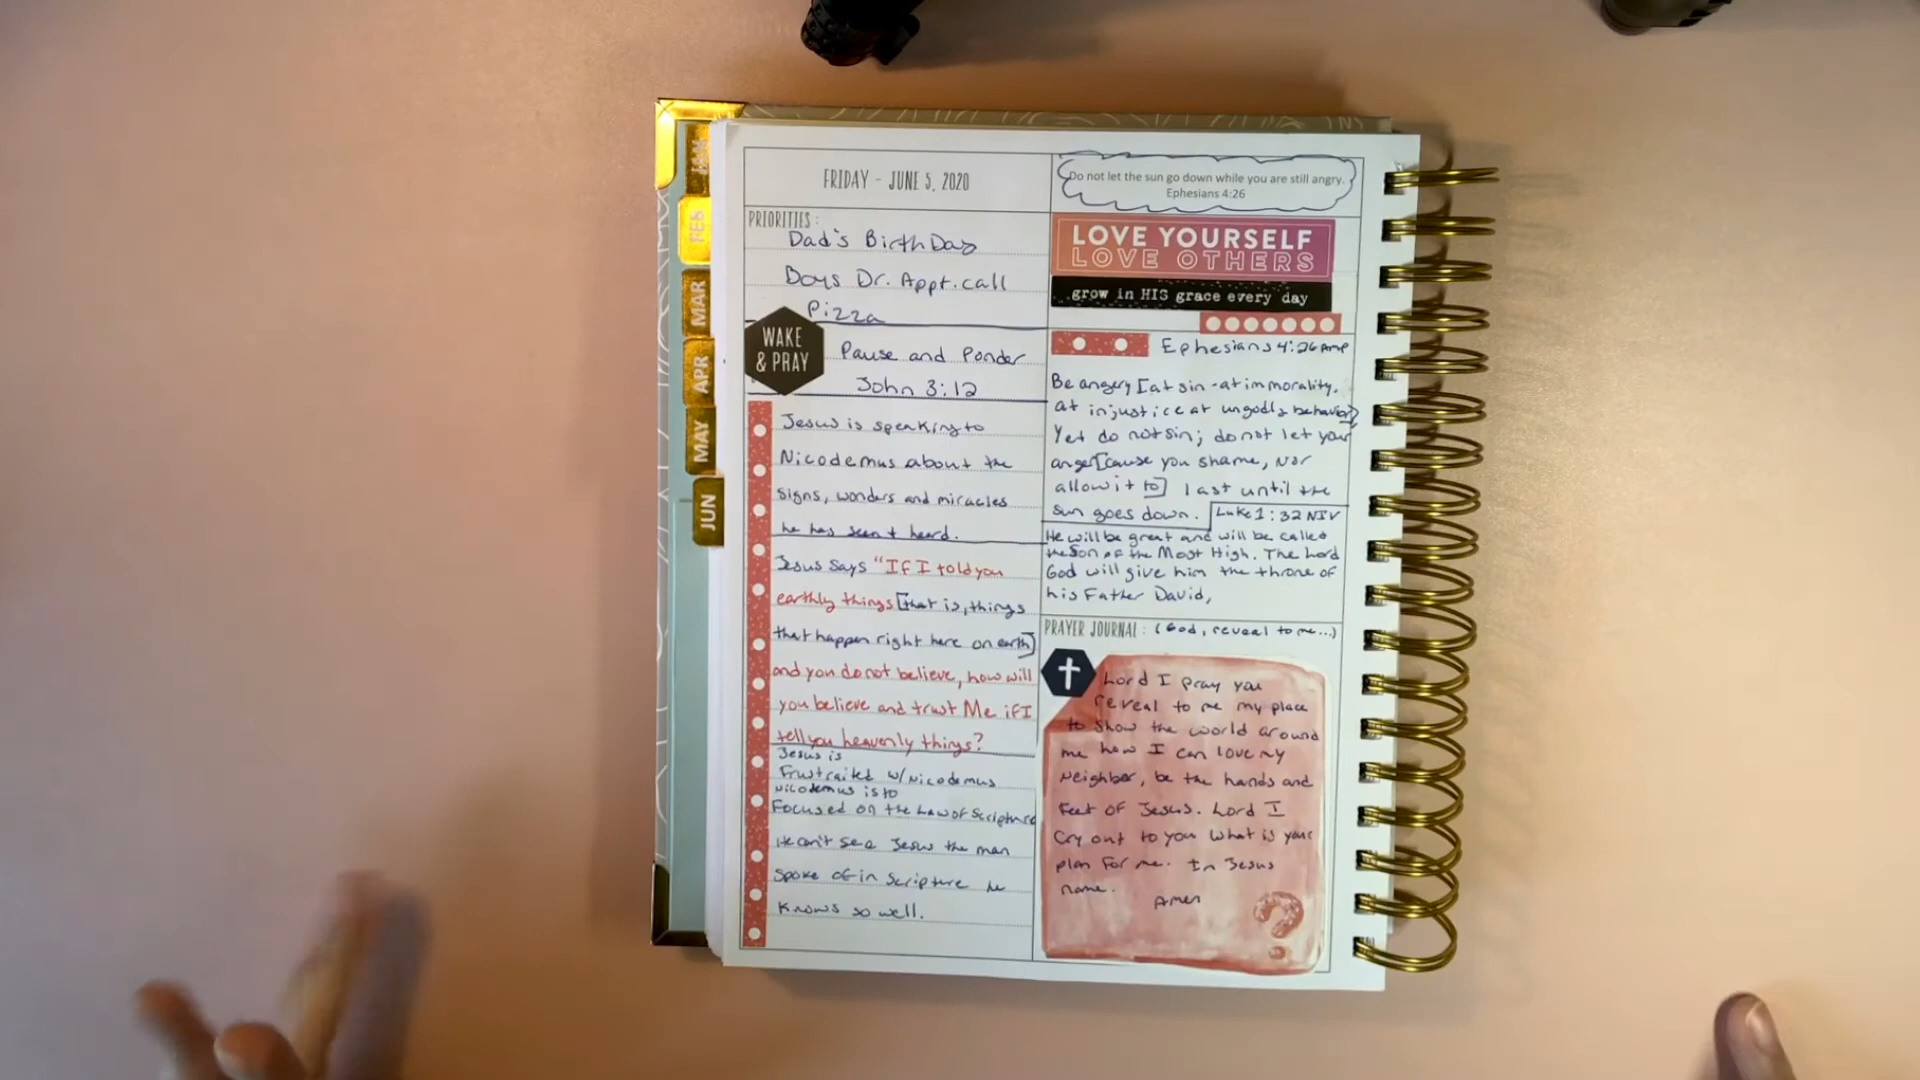 JAN
FEB
MAR
APR
MAY
JUN
FRIDAY - JUNE 5, 2020
PRIORITIES:
Dad's BirthDay
Boys Dr. Appt. call
Pizza
WAKE
& PRAY
Pause and Ponder
John 3:12
Jesus is speaking to
Nicodemus about the
signs, wonders and miracles
he has seen + heard.
Jesus says "If I told you
earthly things [that is, things
that happen right here on earth]
and you do not believe, how will
you believe and trust Me if I
tell you heavenly things?
Jesus is
Frustraited w/Nicodemus
Nicodemus is to
Focused on the Law of Scripture
He can't see Jesus the man
spoke of in Scripture he
knows so well.
Do not let the sun go down while you are still angry.
Ephesians 4:26
LOVE YOURSELF
LOVE OTHERS
grow in HIS grace every day
Ephesians 4:26 AMP
Be angery [at sin - at immorality,
at injustice at ungodly behavior]
Yet do not sin; do not let your
anger [cause you shame, nor
allow it to] last until the
sun goes down.
Luke 1:32 NIV
He will be great and will be called
the Son of the Most High. The Lord
God will give him the throne of
his Father David,
PRAYER JOURNAL: (God, reveal to me...)
Lord I pray you
reveal to me my place
to show the world around
me how I can love my
Neighbor, be the hands and
feet of Jesus. Lord I
Cry out to you what is your
plan for me. In Jesus
name.
Amen
?